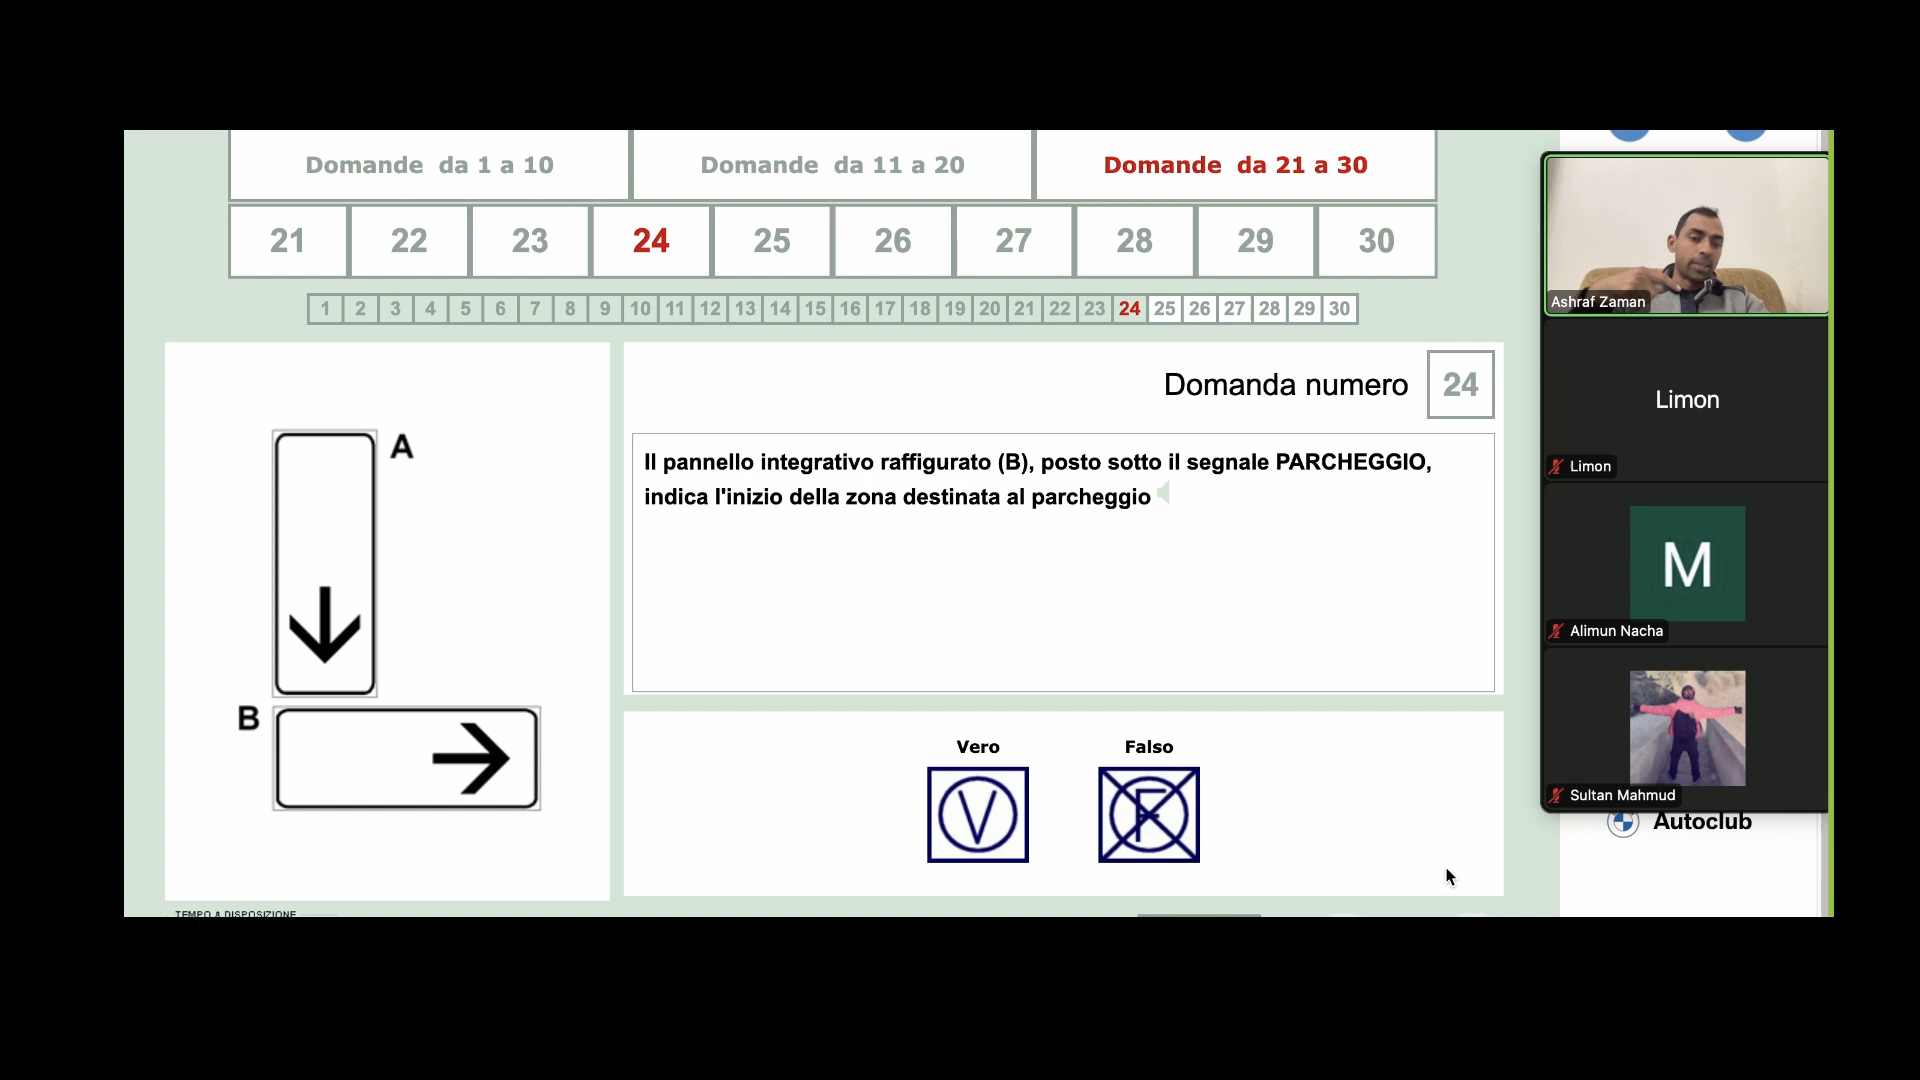 Domande da 1 a 10
Domande da 11 a 20
Domande da 21 a 30
21 22 23 24 25 26 27 28 29 30
1 2 3 4 5 6 7 8 9 10 11 12 13 14 15 16 17 18 19 20 21 22 23 24 25 26 27 28 29 30
A
B
Domanda numero 24
Il pannello integrativo raffigurato (B), posto sotto il segnale PARCHEGGIO,
indica l'inizio della zona destinata al parcheggio
Vero
Falso
V
F
TEMPO A DISPOSIZIONE
Ashraf Zaman
Limon
Limon
M
Alimun Nacha
Sultan Mahmud
Autoclub